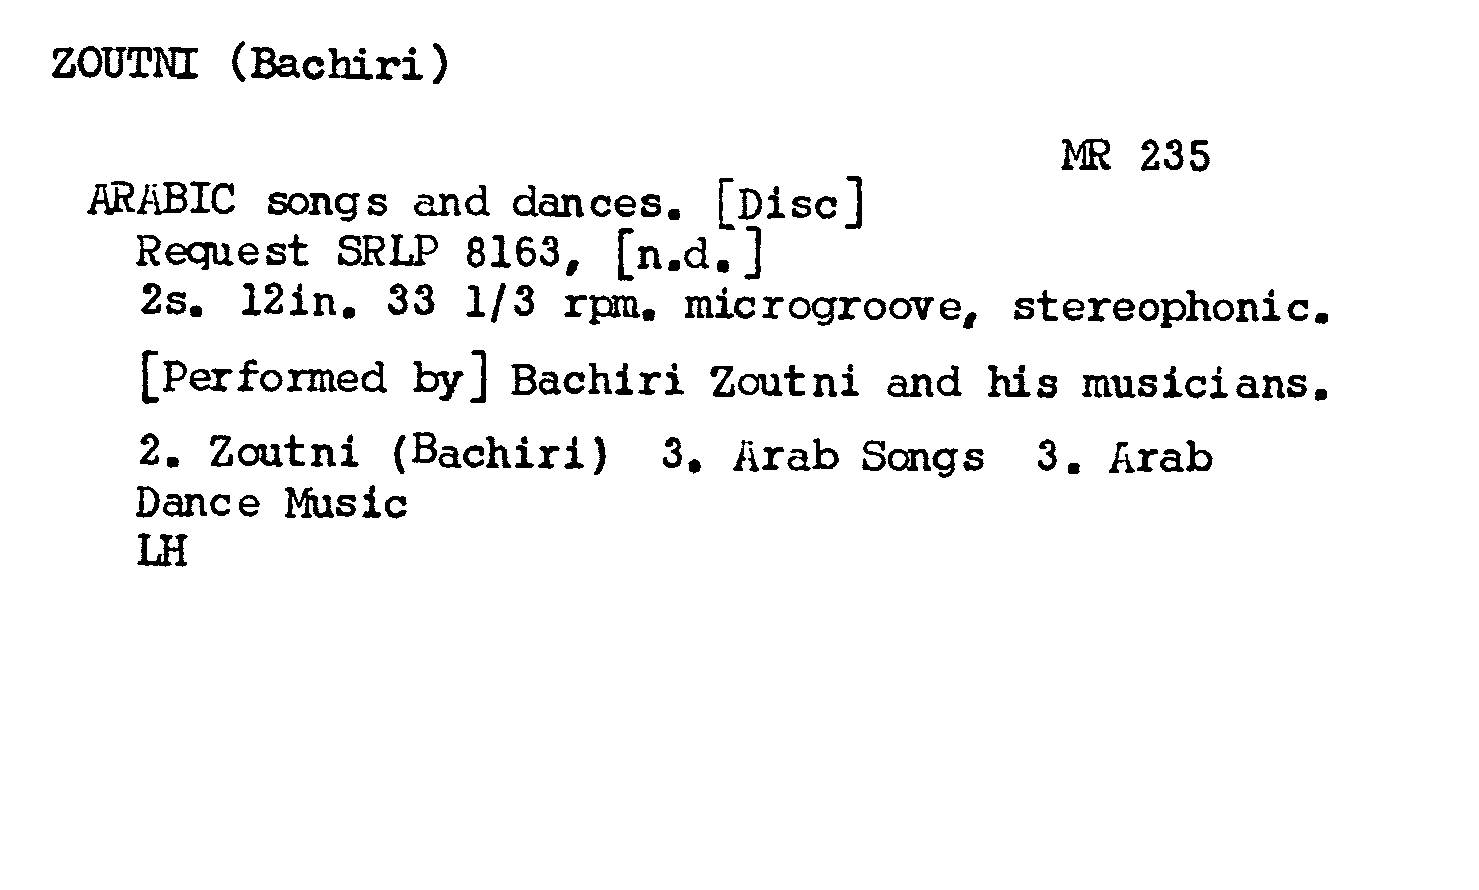 ZOUTNI (Bachiri)
MR 235
ARABIC songs and dances. [Disc]
Request SRLP 8163, [n.d.]
2s. 12in. 33 1/3 rpm. microgroove, stereophonic.
[Performed by] Bachiri Zoutni and his musicians.
2. Zoutni (Bachiri) 3. Arab Songs 3. Arab
Dance Music
LH